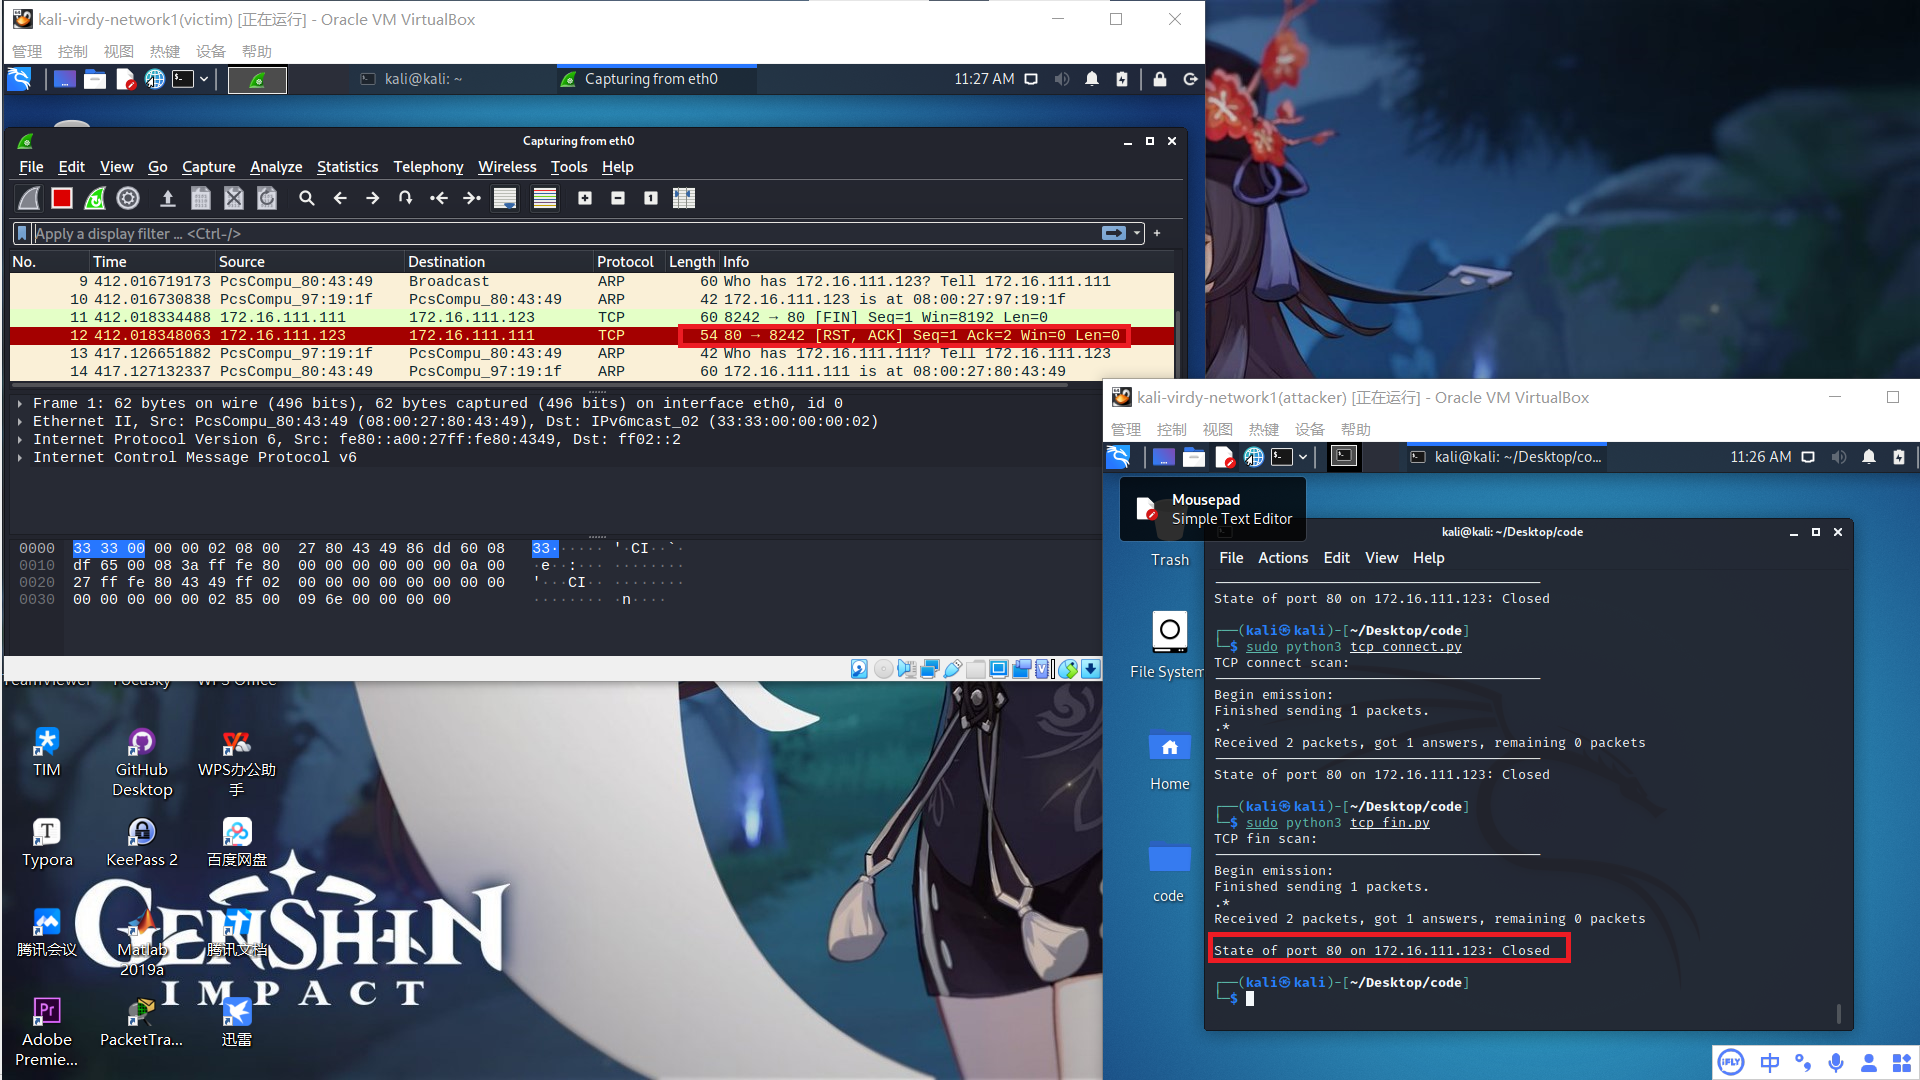 kali-virdy-network1(victim) [正在运行] - Oracle VM VirtualBox
管理 控制 视图 热键 设备 帮助
kali@kali: ~
Capturing from eth0
11:27 AM
Capturing from eth0
File Edit View Go Capture Analyze Statistics Telephony Wireless Tools Help
Apply a display filter ... <Ctrl-/>
No. Time Source Destination Protocol Length Info
9 412.016719173 PcsCompu_80:43:49 Broadcast ARP 60 Who has 172.16.111.123? Tell 172.16.111.111
10 412.016730838 PcsCompu_97:19:1f PcsCompu_80:43:49 ARP 42 172.16.111.123 is at 08:00:27:97:19:1f
11 412.018334488 172.16.111.111 172.16.111.123 TCP 60 8242 → 80 [FIN] Seq=1 Win=8192 Len=0
12 412.018348063 172.16.111.123 172.16.111.111 TCP 54 80 → 8242 [RST, ACK] Seq=1 Ack=2 Win=0 Len=0
13 417.126651882 PcsCompu_97:19:1f PcsCompu_80:43:49 ARP 42 Who has 172.16.111.111? Tell 172.16.111.123
14 417.127132337 PcsCompu_80:43:49 PcsCompu_97:19:1f ARP 60 172.16.111.111 is at 08:00:27:80:43:49
Frame 1: 62 bytes on wire (496 bits), 62 bytes captured (496 bits) on interface eth0, id 0
Ethernet II, Src: PcsCompu_80:43:49 (08:00:27:80:43:49), Dst: IPv6mcast_02 (33:33:00:00:00:02)
Internet Protocol Version 6, Src: fe80::a00:27ff:fe80:4349, Dst: ff02::2
Internet Control Message Protocol v6
0000 33 33 00 00 00 02 08 00 27 80 43 49 86 dd 60 08 33······ '·CI··`·
0010 df 65 00 08 3a ff fe 80 00 00 00 00 00 00 0a 00 ·e··:··· ········
0020 27 ff fe 80 43 49 ff 02 00 00 00 00 00 00 00 00 '···CI·· ········
0030 00 00 00 00 00 02 85 00 09 6e 00 00 00 00 ········ ·n····
kali-virdy-network1(attacker) [正在运行] - Oracle VM VirtualBox
管理 控制 视图 热键 设备 帮助
kali@kali: ~/Desktop/co...
11:26 AM
Mousepad
Simple Text Editor
Trash
File System
Home
code
kali@kali: ~/Desktop/code
File Actions Edit View Help
State of port 80 on 172.16.111.123: Closed
┌──(kali㉿kali)-[~/Desktop/code]
└─$ sudo python3 tcp_connect.py
TCP connect scan:
Begin emission:
Finished sending 1 packets.
.*
Received 2 packets, got 1 answers, remaining 0 packets
State of port 80 on 172.16.111.123: Closed
┌──(kali㉿kali)-[~/Desktop/code]
└─$ sudo python3 tcp_fin.py
TCP fin scan:
Begin emission:
Finished sending 1 packets.
.*
Received 2 packets, got 1 answers, remaining 0 packets
State of port 80 on 172.16.111.123: Closed
┌──(kali㉿kali)-[~/Desktop/code]
└─$
TIM
GitHub Desktop
WPS办公助手
Typora
KeePass 2
百度网盘
腾讯会议
Matlab 2019a
腾讯文档
GENSHIN
IMPACT
Adobe Premie...
PacketTra...
迅雷
iFLY 中